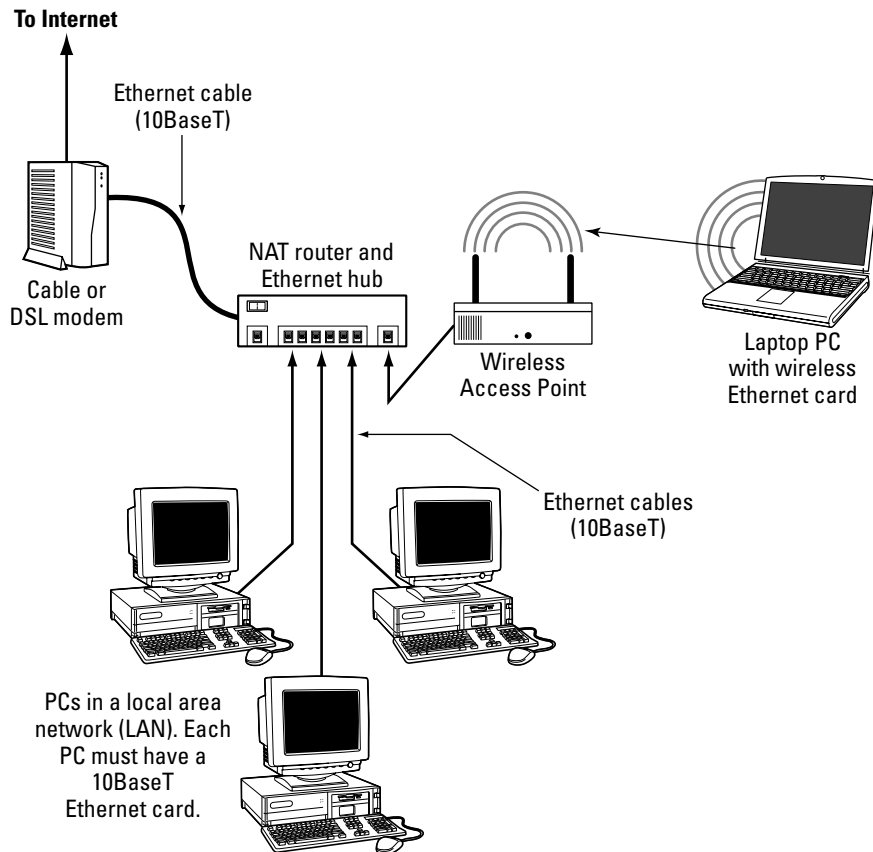 To Internet
Ethernet cable
(10BaseT)
Cable or
DSL modem
NAT router and
Ethernet hub
Wireless
Access Point
Laptop PC
with wireless
Ethernet card
Ethernet cables
(10BaseT)
PCs in a local area
network (LAN). Each
PC must have a
10BaseT
Ethernet card.